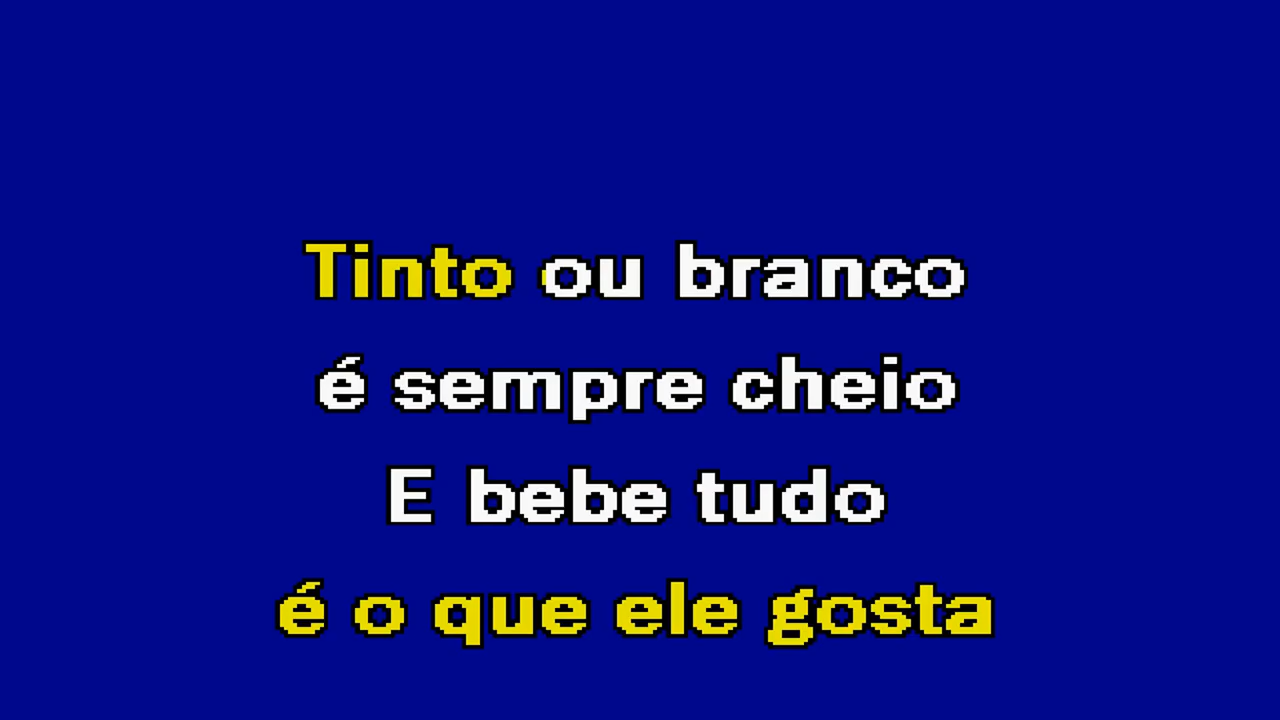 Tinto ou branco
é sempre cheio
E bebe tudo
é o que ele gosta